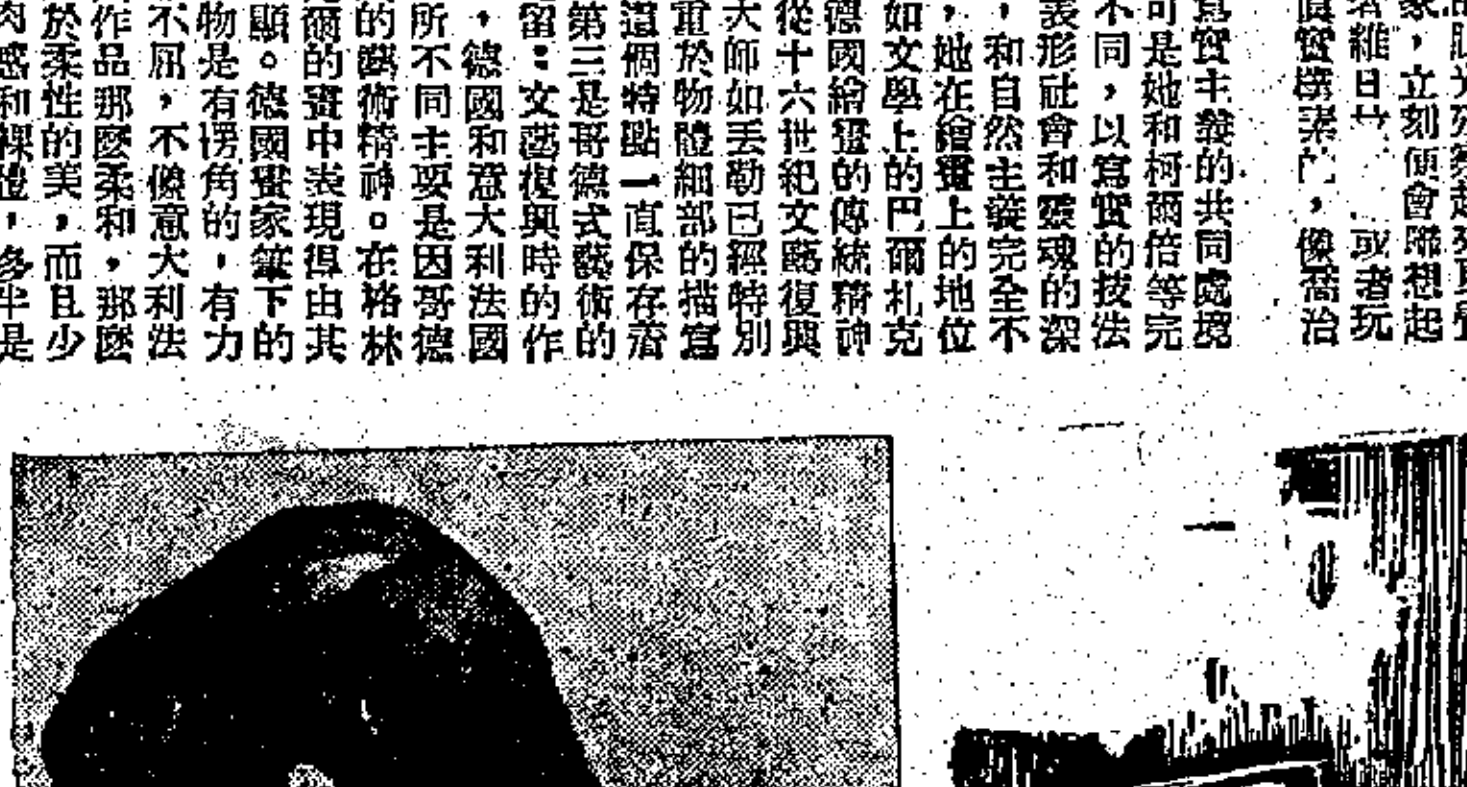 家，立刻便會聯想起
或者玩
，像喬治
寫實主義的共同處境
可是她和柯爾倍等完
不同，以寫實的技法
表形社會和靈魂的深
，和自然主義完全不
，她在繪畫上的地位
如文學上的巴爾札克
德國繪畫的傳統精神
從十六世紀文藝復興
大師如丟勒已經特別
重於物體細部的描寫
這個特點一直保存着
第三是哥德式藝術的
留：文藝復興時的作
，德國和意大利法國
所不同主要是因哥德
的藝術精神。在格林
爾的畫中表現得由其
顯。德國畫家筆下的
物是有稜角的，有力
不屈，不像意大利法
作品那麼柔和，那麼
於柔性的美，而且少
肉感和裸體，多半是